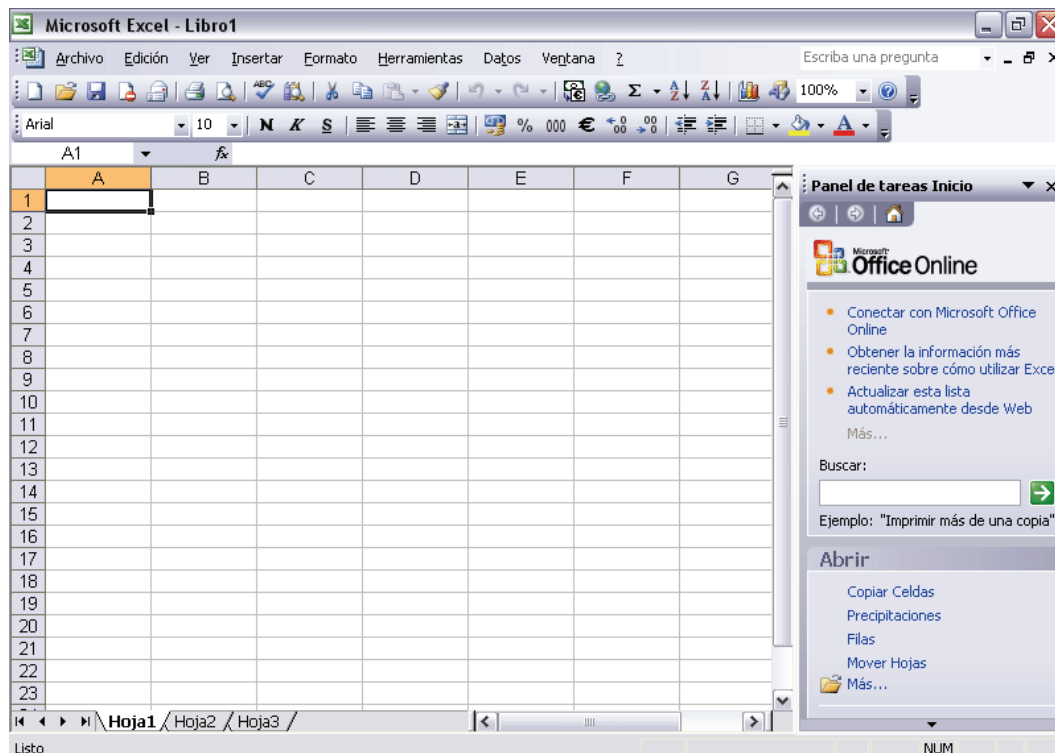 Microsoft Excel - Libro1
Archivo Edición Ver Insertar Formato Herramientas Datos Ventana ?
Escriba una pregunta
ABC Σ A Z Z A 100% ?
Arial 10 N K S % 000 € A
A1 fx
A B C D E F G
1
2
3
4
5
6
7
8
9
10
11
12
13
14
15
16
17
18
19
20
21
22
23
Hoja1 Hoja2 Hoja3
Listo
NUM
Panel de tareas Inicio
Microsoft
Office Online
Conectar con Microsoft Office
Online
Obtener la información más
reciente sobre cómo utilizar Exce
Actualizar esta lista
automáticamente desde Web
Más...
Buscar:
Ejemplo: "Imprimir más de una copia"
Abrir
Copiar Celdas
Precipitaciones
Filas
Mover Hojas
Más...